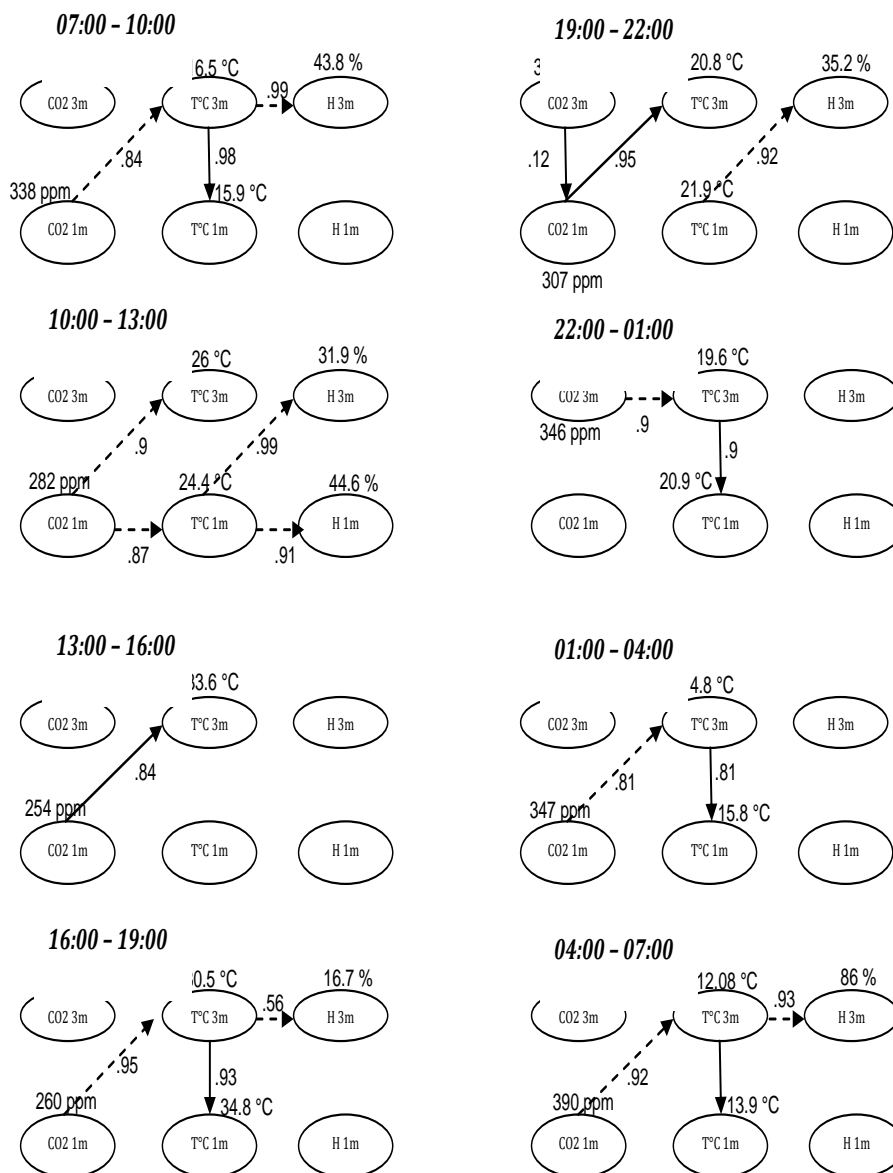 07:00 – 10:00
6.5 °C
43.8 %
CO2 3m
T°C 3m
.99
H 3m
.84
.98
338 ppm
15.9 °C
CO2 1m
T°C 1m
H 1m
10:00 – 13:00
26 °C
31.9 %
CO2 3m
T°C 3m
H 3m
.9
.99
282 ppm
24.4 °C
44.6 %
CO2 1m
T°C 1m
H 1m
.87
.91
13:00 – 16:00
33.6 °C
CO2 3m
T°C 3m
H 3m
.84
254 ppm
CO2 1m
T°C 1m
H 1m
16:00 – 19:00
0.5 °C
16.7 %
CO2 3m
T°C 3m
.56
H 3m
.95
.93
260 ppm
34.8 °C
CO2 1m
T°C 1m
H 1m
19:00 – 22:00
20.8 °C
35.2 %
CO2 3m
T°C 3m
H 3m
.12
.95
.92
21.9 °C
CO2 1m
T°C 1m
H 1m
307 ppm
22:00 – 01:00
19.6 °C
CO2 3m
T°C 3m
H 3m
346 ppm
.9
.9
20.9 °C
CO2 1m
T°C 1m
H 1m
01:00 – 04:00
4.8 °C
CO2 3m
T°C 3m
H 3m
.81
.81
347 ppm
15.8 °C
CO2 1m
T°C 1m
H 1m
04:00 – 07:00
12.08 °C
86 %
CO2 3m
T°C 3m
.93
H 3m
.92
390 ppm
13.9 °C
CO2 1m
T°C 1m
H 1m